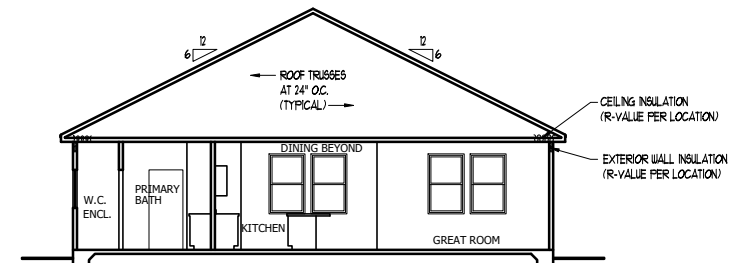 12
6
12
6
ROOF TRUSSES
AT 24" O.C.
(TYPICAL)
CEILING INSULATION
(R-VALUE PER LOCATION)
DINING BEYOND
EXTERIOR WALL INSULATION
(R-VALUE PER LOCATION)
PRIMARY
BATH
W.C.
ENCL.
KITCHEN
GREAT ROOM